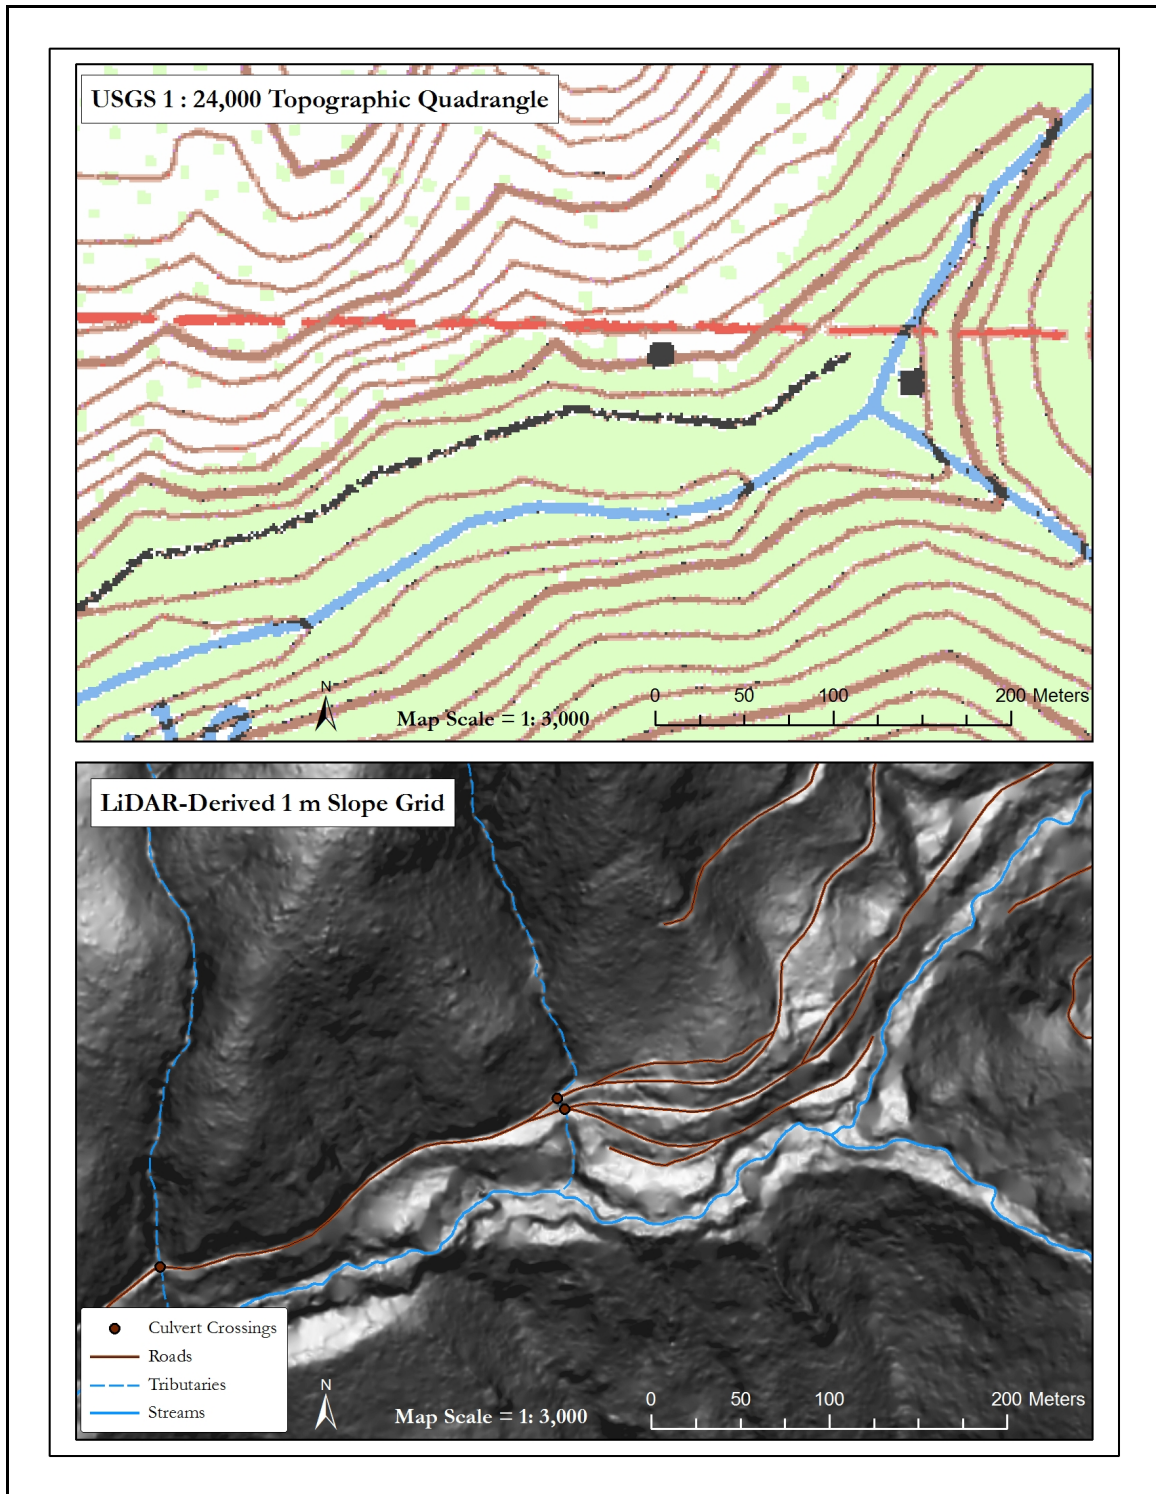 USGS 1 : 24,000 Topographic Quadrangle
N
Map Scale = 1: 3,000
0 50 100 200 Meters
LiDAR-Derived 1 m Slope Grid
Culvert Crossings
Roads
Tributaries
Streams
N
Map Scale = 1: 3,000
0 50 100 200 Meters